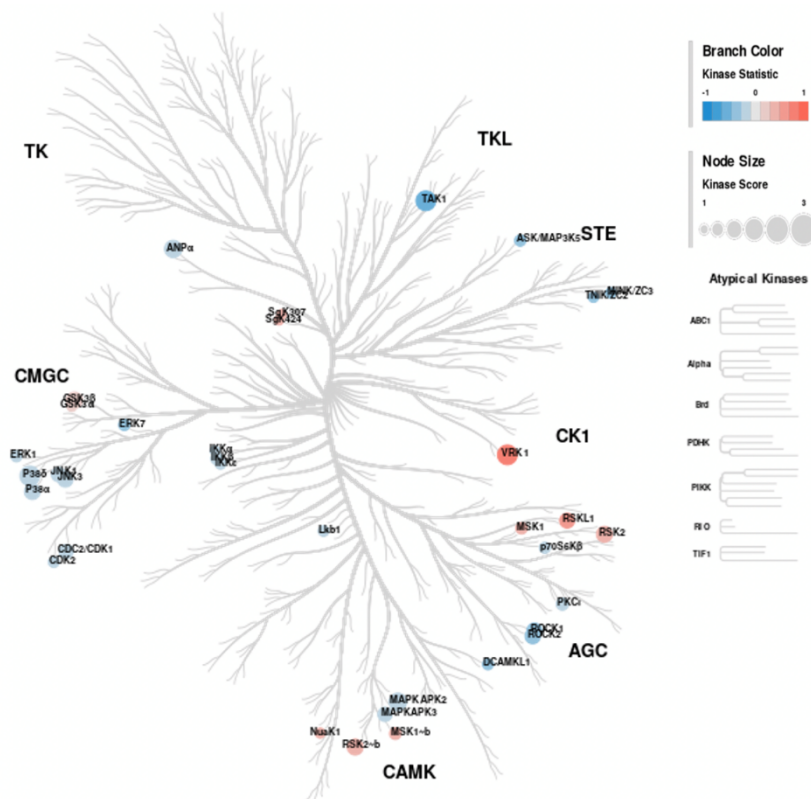 Branch Color
Kinase Statistic
-1 0 1
Node Size
Kinase Score
1 3
Atypical Kinases
ABC1
Alpha
Brd
PDHK
PIKK
RIO
TIF1
TK
TKL
TAK1
STE
ASK/MAP3K5
ANPα
MINK/ZC3
TNIK/ZC2
SgK307
SgK424
CMGC
GSK3β
GSK3α
ERK7
CK1
VRK1
ERK1
IKKα
IKKε
P38δ
JNK1
JNK3
P38α
RSKL1
MSK1
RSK2
Lkb1
p70S6Kβ
CDC2/CDK1
CDK2
PKCι
ROCK1
ROCK2
AGC
DCAMKL1
MAPKAPK2
MAPKAPK3
NuaK1
MSK1~b
RSK2~b
CAMK